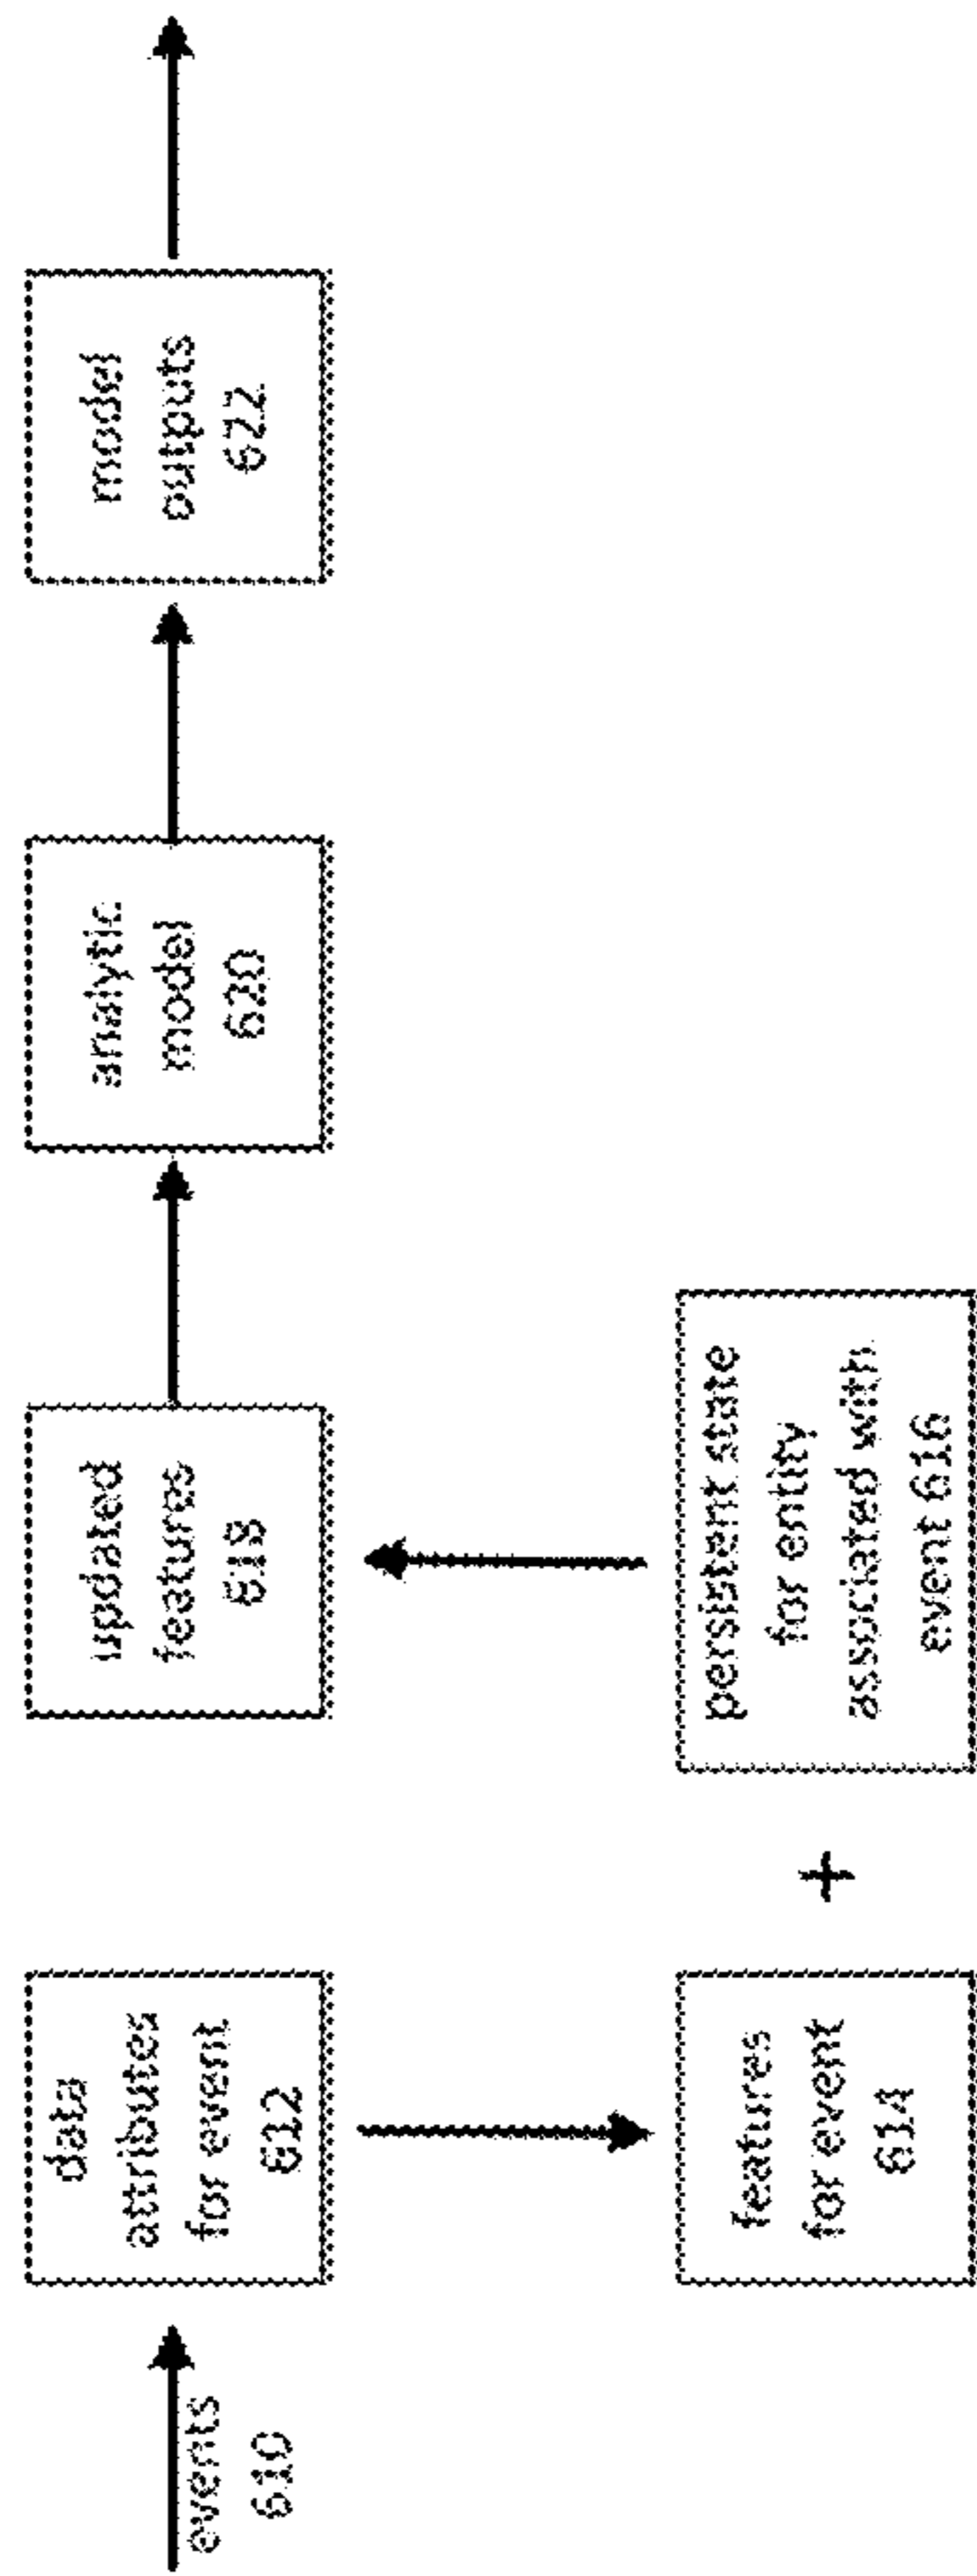 events
610
data
attributes
for event
612
features
for event
614
+
persistent state
for entity
associated with
event 616
updated
features
618
analytic
model
620
model
outputs
622